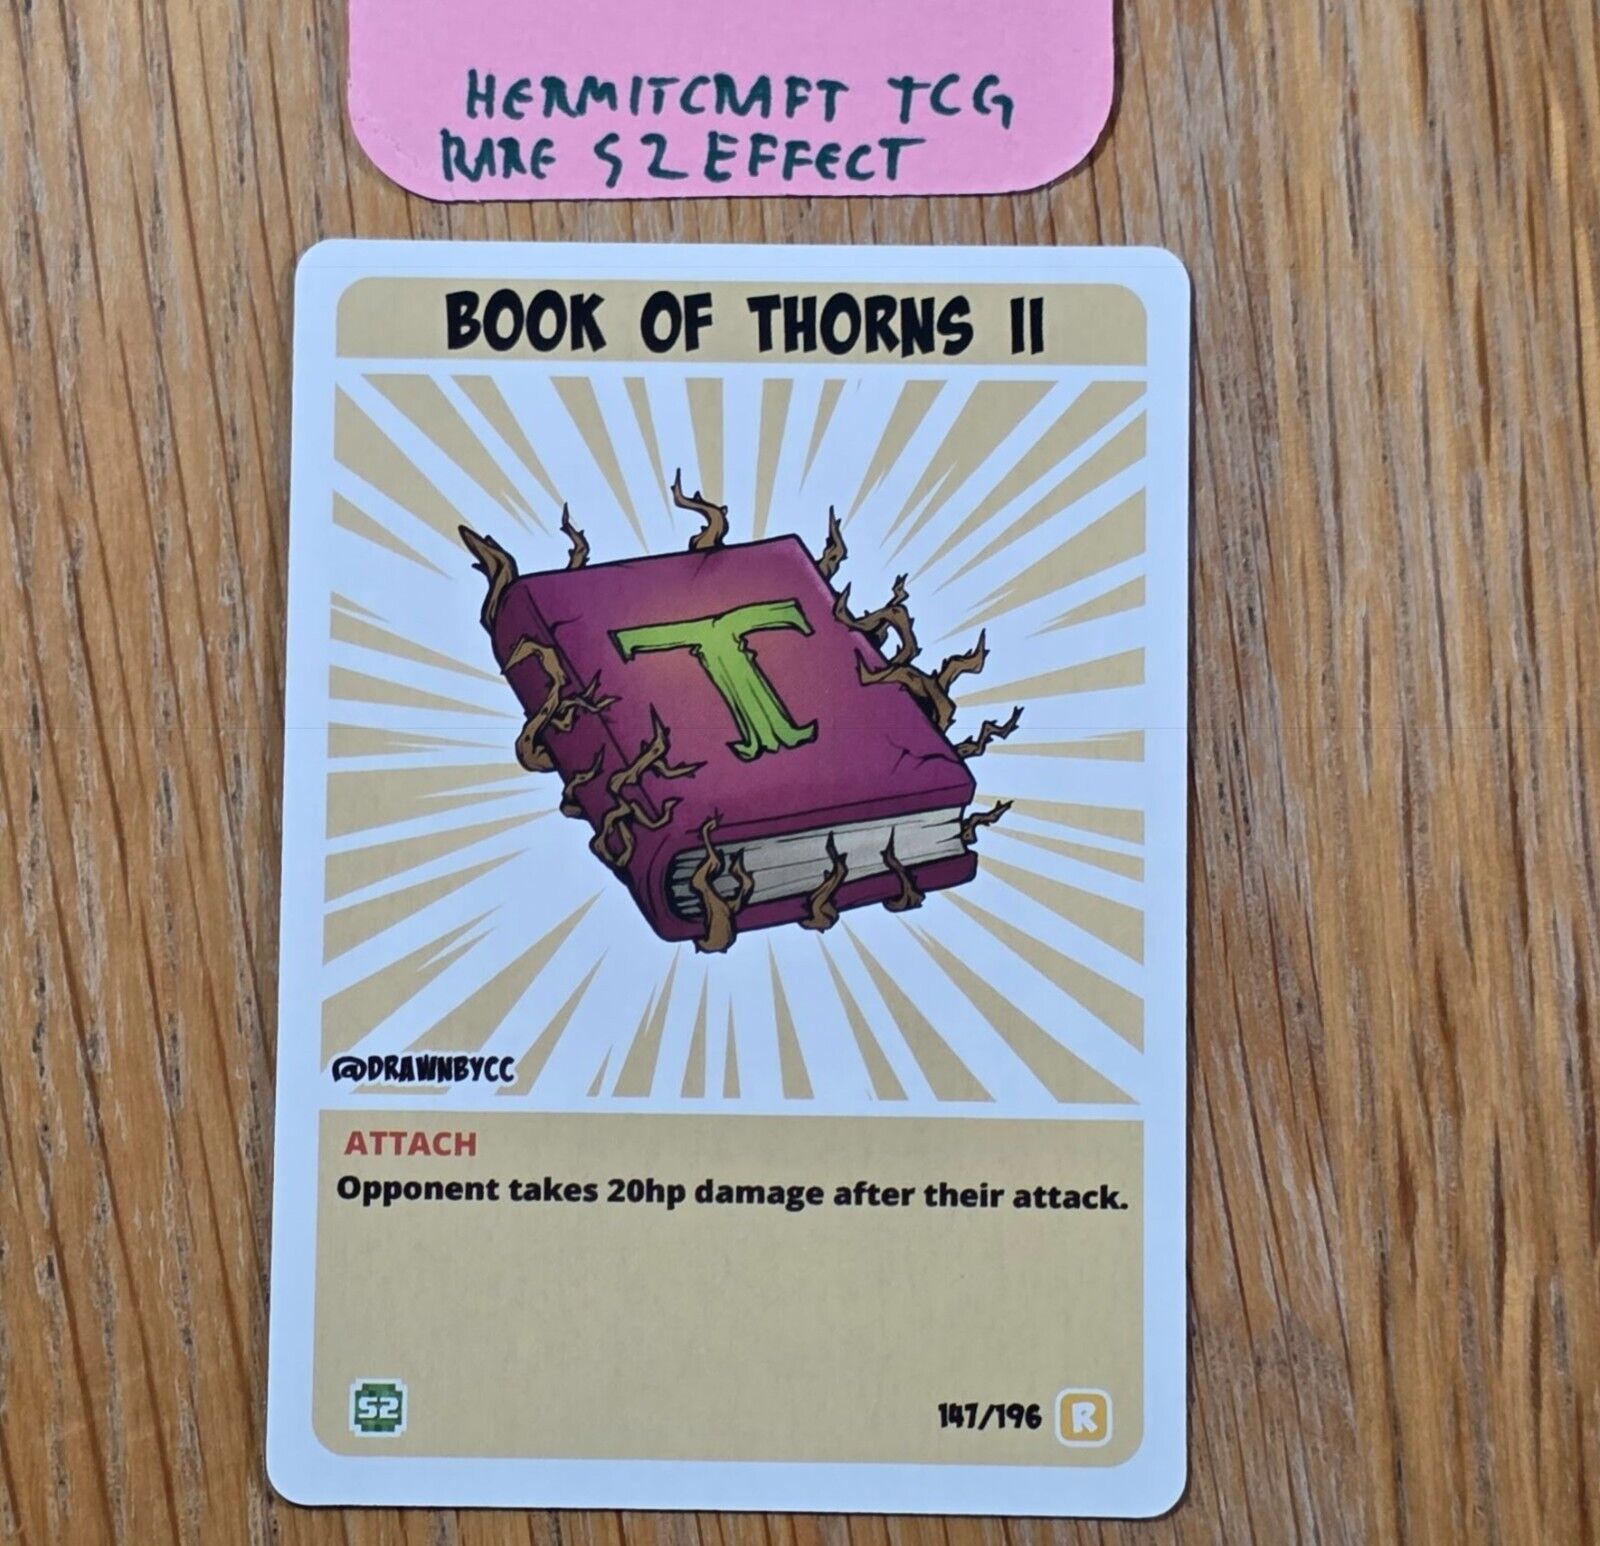 HERMITCRAFT TCG
RARE S2 EFFECT
BOOK OF THORNS II
T
@DRAWNBYCC
ATTACH
Opponent takes 20hp damage after their attack.
S2
147/196 R